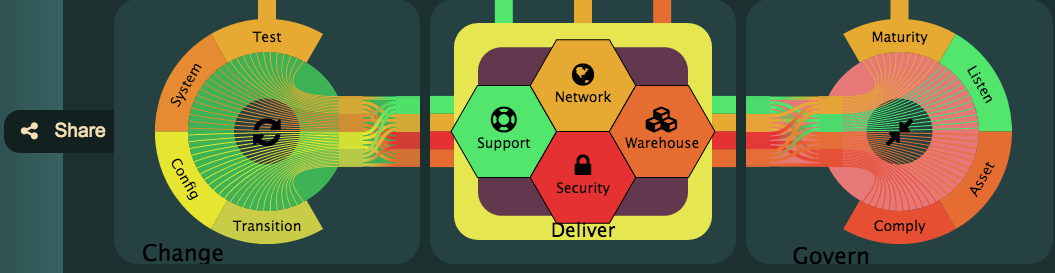 Share
Test
System
Config
Transition
Change
Network
Support
Warehouse
Security
Deliver
Maturity
Listen
Asset
Comply
Govern